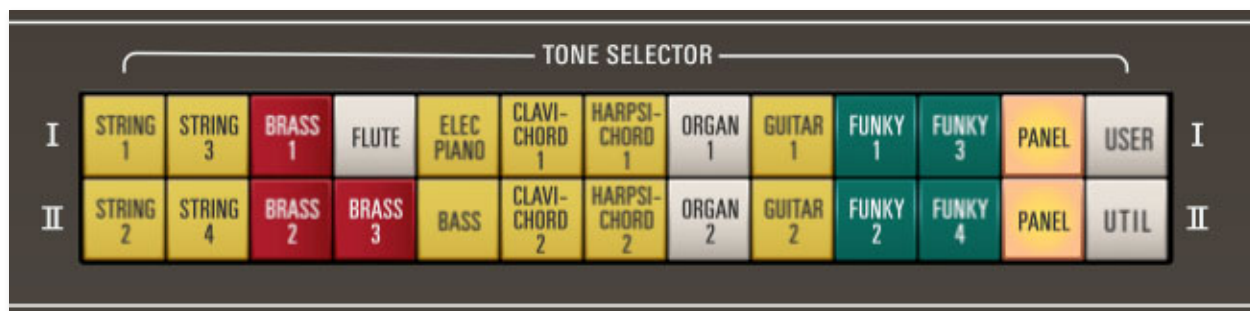 TONE SELECTOR
I STRING 1 STRING 3 BRASS 1 FLUTE ELEC PIANO CLAVI-CHORD 1 HARPSI-CHORD 1 ORGAN 1 GUITAR 1 FUNKY 1 FUNKY 3 PANEL USER I
II STRING 2 STRING 4 BRASS 2 BRASS 3 BASS CLAVI-CHORD 2 HARPSI-CHORD 2 ORGAN 2 GUITAR 2 FUNKY 2 FUNKY 4 PANEL UTIL II